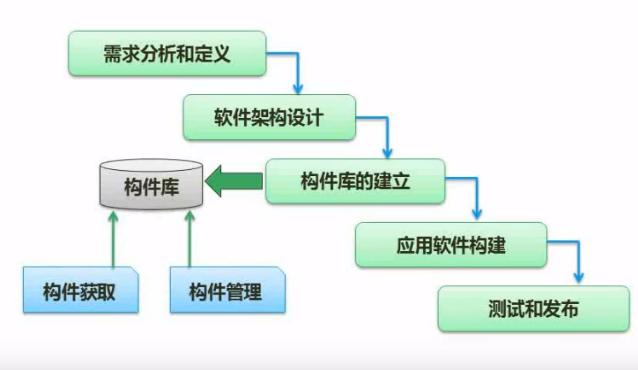 需求分析和定义
软件架构设计
构件库
构件库的建立
应用软件构建
构件获取
构件管理
测试和发布